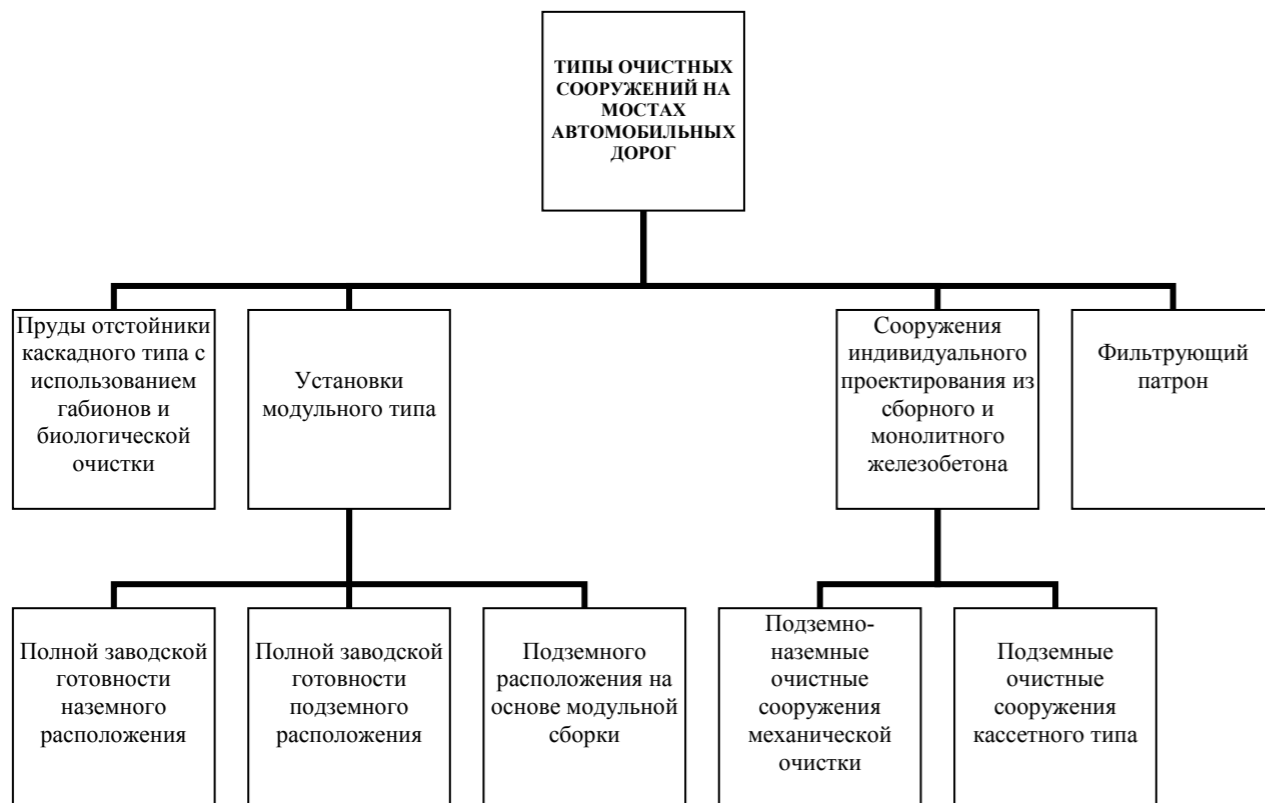 ТИПЫ ОЧИСТНЫХ
СООРУЖЕНИЙ НА
МОСТАХ
АВТОМОБИЛЬНЫХ
ДОРОГ
Пруды отстойники
каскадного типа с
использованием
габионов и
биологической
очистки
Установки
модульного типа
Сооружения
индивидуального
проектирования из
сборного и
монолитного
железобетона
Фильтрующий
патрон
Полной заводской
готовности
наземного
расположения
Полной заводской
готовности
подземного
расположения
Подземного
расположения на
основе модульной
сборки
Подземно-
наземные
очистные
сооружения
механической
очистки
Подземные
очистные
сооружения
кассетного типа